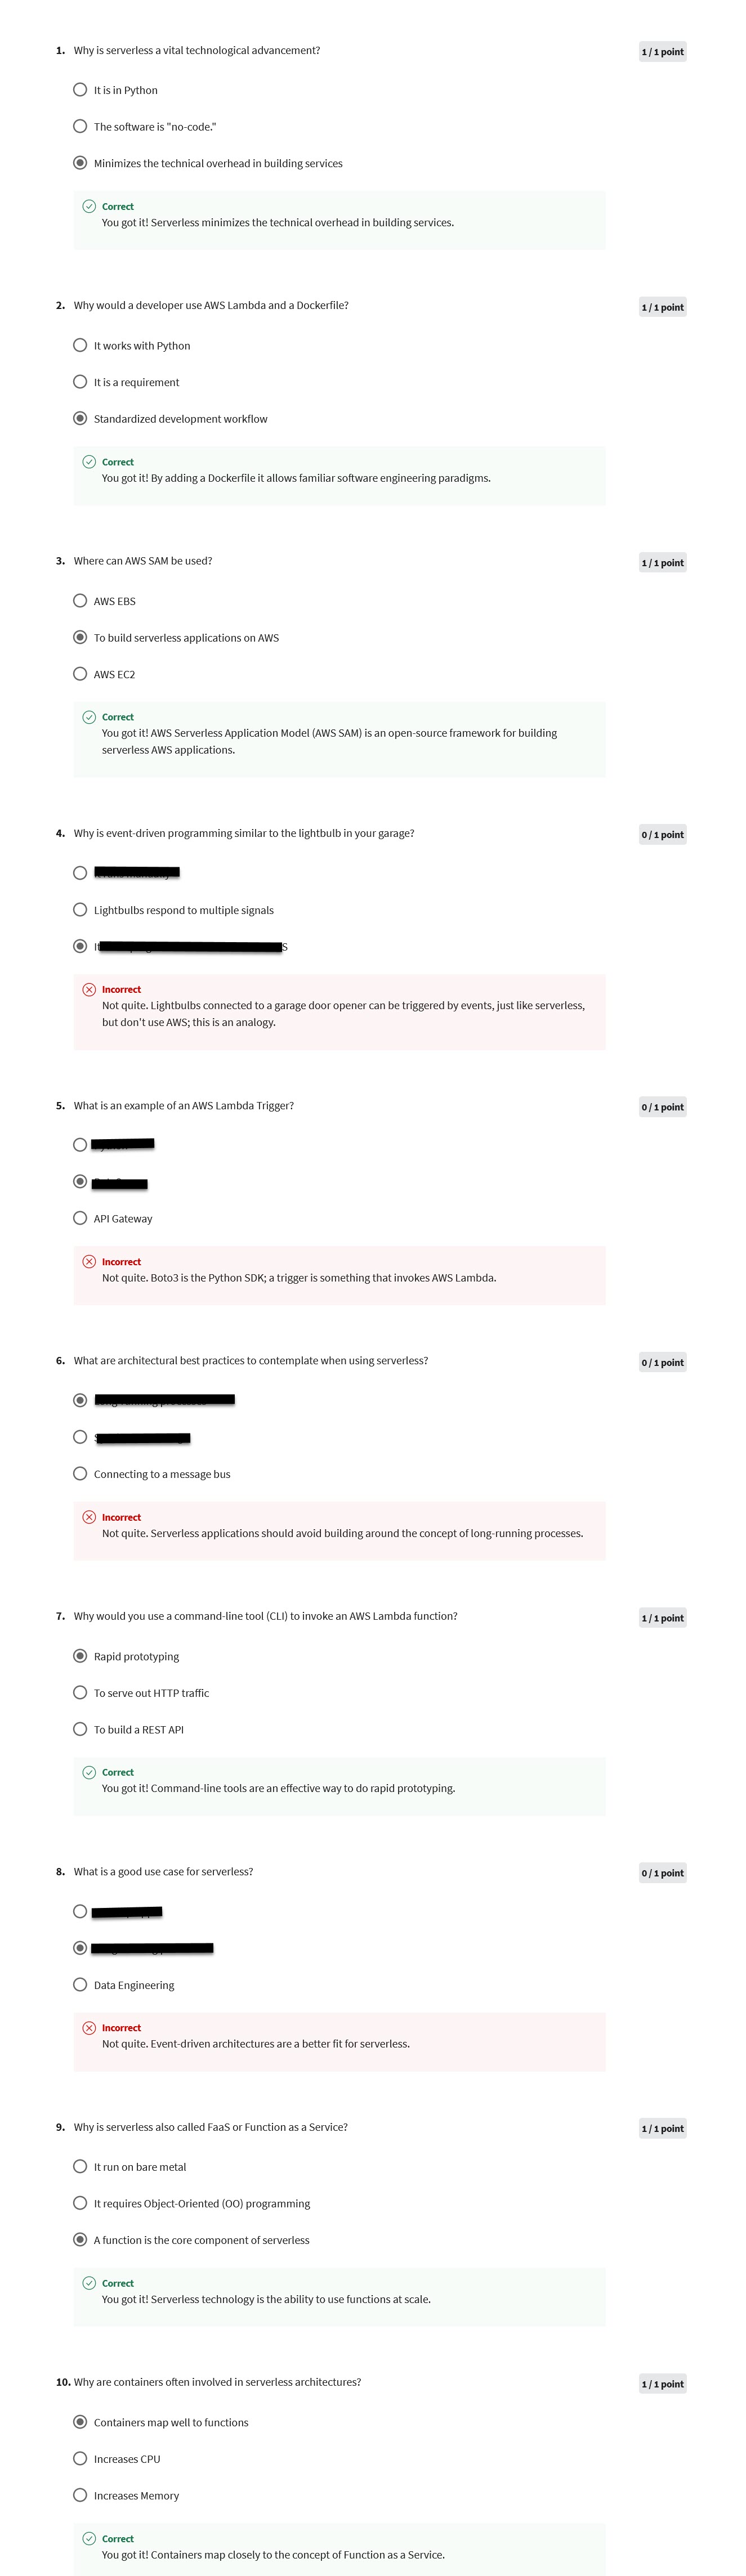 1. Why is serverless a vital technological advancement?
1 / 1 point
It is in Python
The software is "no-code."
Minimizes the technical overhead in building services
Correct
You got it! Serverless minimizes the technical overhead in building services.
2. Why would a developer use AWS Lambda and a Dockerfile?
1 / 1 point
It works with Python
It is a requirement
Standardized development workflow
Correct
You got it! By adding a Dockerfile it allows familiar software engineering paradigms.
3. Where can AWS SAM be used?
1 / 1 point
AWS EBS
To build serverless applications on AWS
AWS EC2
Correct
You got it! AWS Serverless Application Model (AWS SAM) is an open-source framework for building
serverless AWS applications.
4. Why is event-driven programming similar to the lightbulb in your garage?
0 / 1 point
Lightbulbs respond to multiple signals
Incorrect
Not quite. Lightbulbs connected to a garage door opener can be triggered by events, just like serverless,
but don't use AWS; this is an analogy.
5. What is an example of an AWS Lambda Trigger?
0 / 1 point
API Gateway
Incorrect
Not quite. Boto3 is the Python SDK; a trigger is something that invokes AWS Lambda.
6. What are architectural best practices to contemplate when using serverless?
0 / 1 point
Connecting to a message bus
Incorrect
Not quite. Serverless applications should avoid building around the concept of long-running processes.
7. Why would you use a command-line tool (CLI) to invoke an AWS Lambda function?
1 / 1 point
Rapid prototyping
To serve out HTTP traffic
To build a REST API
Correct
You got it! Command-line tools are an effective way to do rapid prototyping.
8. What is a good use case for serverless?
0 / 1 point
Data Engineering
Incorrect
Not quite. Event-driven architectures are a better fit for serverless.
9. Why is serverless also called FaaS or Function as a Service?
1 / 1 point
It run on bare metal
It requires Object-Oriented (OO) programming
A function is the core component of serverless
Correct
You got it! Serverless technology is the ability to use functions at scale.
10. Why are containers often involved in serverless architectures?
1 / 1 point
Containers map well to functions
Increases CPU
Increases Memory
Correct
You got it! Containers map closely to the concept of Function as a Service.